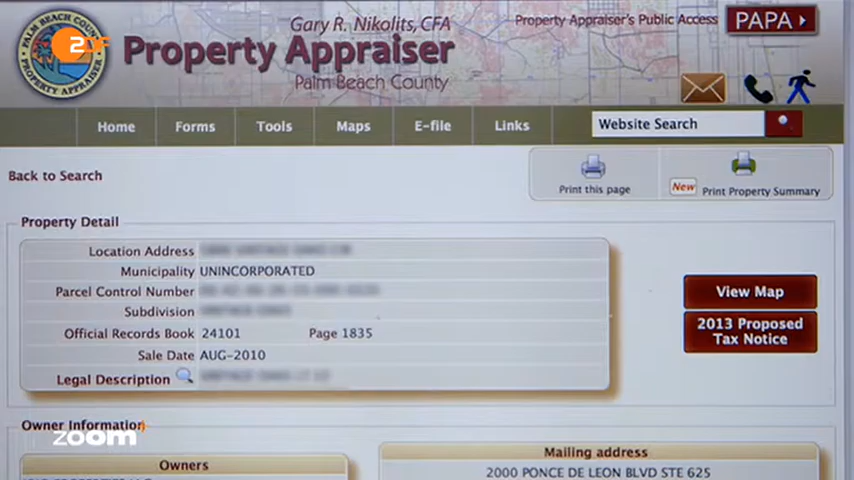 Gary R. Nikolits, CFA
Property Appraiser
Palm Beach County
Property Appraiser's Public Access
PAPA
PALM BEACH COUNTY
PROPERTY APPRAISER
2
Home Forms Tools Maps E-file Links
Website Search
Back to Search
Print this page
New Print Property Summary
Property Detail
Location Address
Municipality UNINCORPORATED
Parcel Control Number
Subdivision
Official Records Book 24101 Page 1835
Sale Date AUG-2010
Legal Description
View Map
2013 Proposed
Tax Notice
Owner Information
zoom
Owners
Mailing address
2000 PONCE DE LEON BLVD STE 625